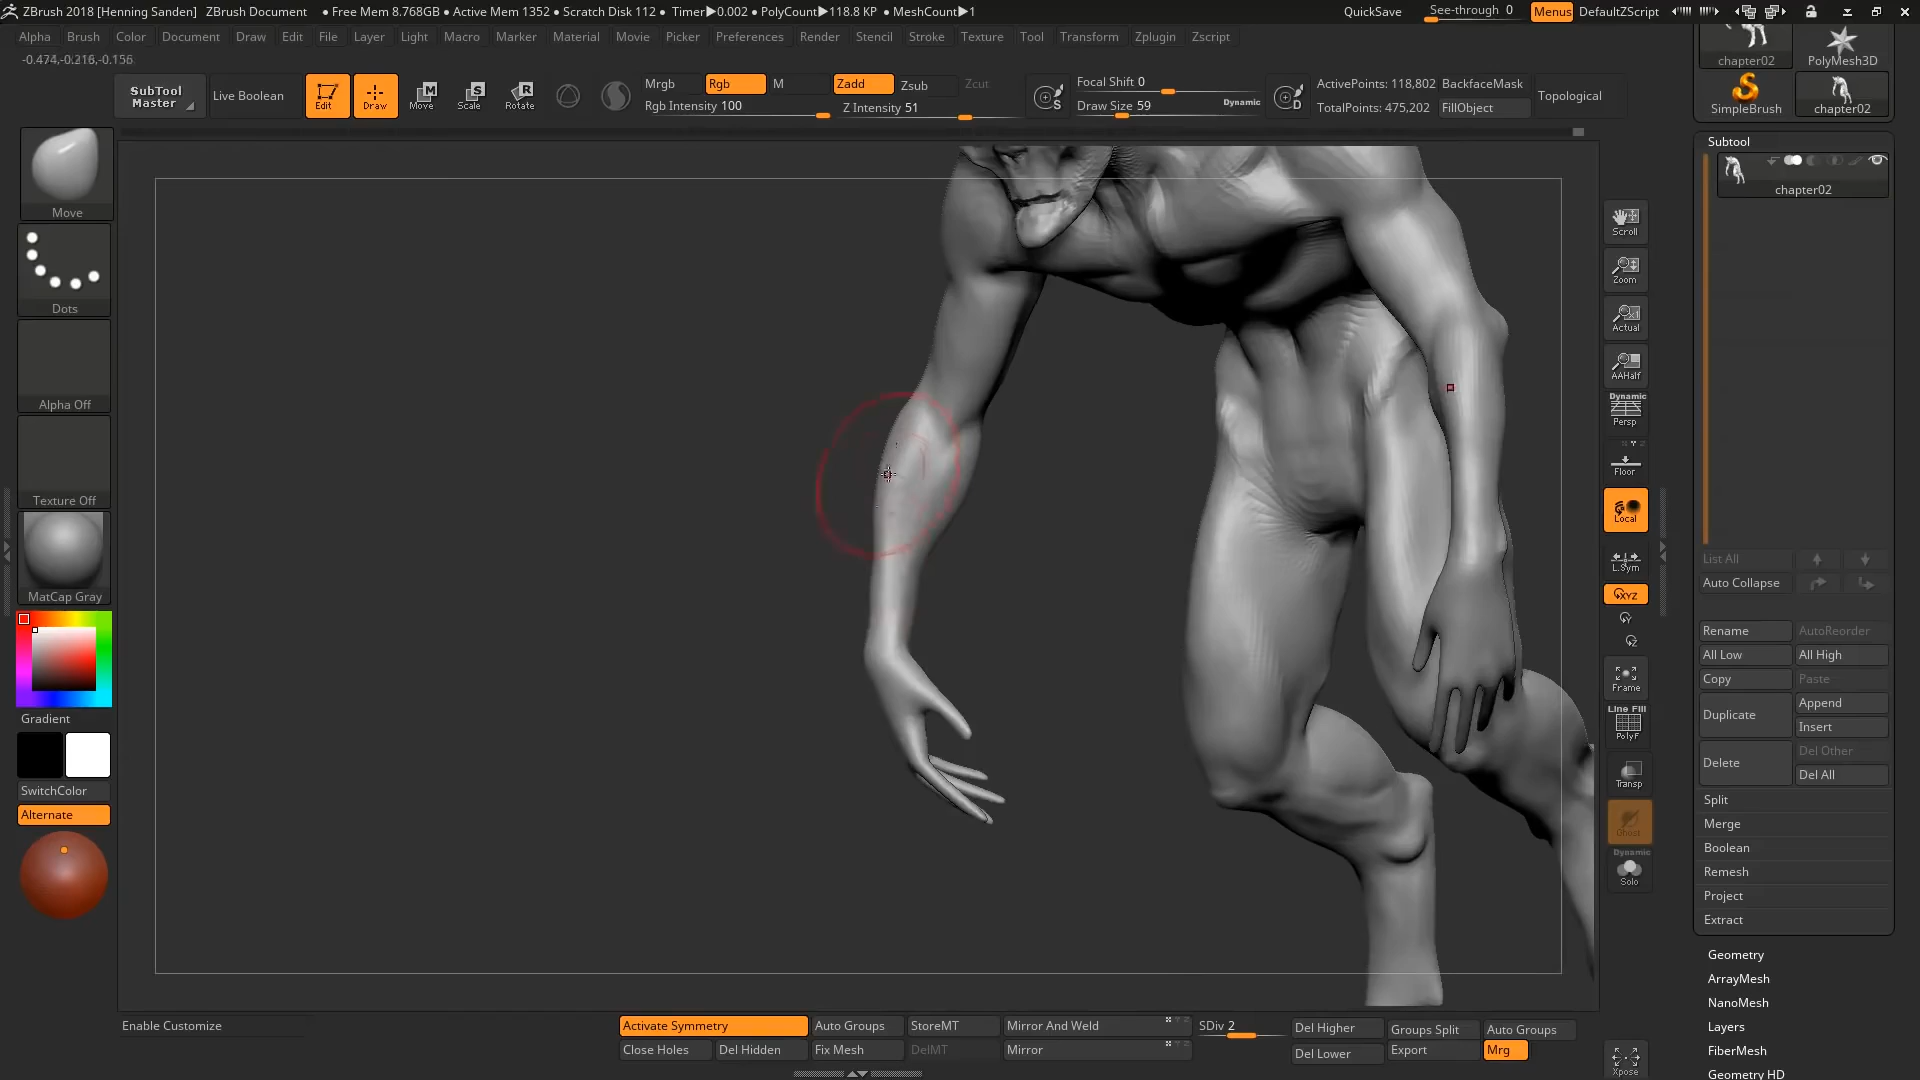 ZBrush 2018 [Henning Sanden] ZBrush Document • Free Mem 8.768GB • Active Mem 1352 • Scratch Disk 112 • Timer▶0.002 • PolyCount▶118.8 KP • MeshCount▶1 QuickSave See-through 0 Menus DefaultZScript
Alpha Brush Color Document Draw Edit File Layer Light Macro Marker Material Movie Picker Preferences Render Stencil Stroke Texture Tool Transform Zplugin Zscript
-0.474,-0.216,-0.156
SubTool Master
Live Boolean
Edit
Draw
Move
Scale
Rotate
Mrgb Rgb M Zadd Zsub Zcut
Rgb Intensity 100 Z Intensity 51
S
Focal Shift 0
Draw Size 59 Dynamic
D
ActivePoints: 118,802 BackfaceMask
TotalPoints: 475,202 FillObject
Topological
Move
Dots
Alpha Off
Texture Off
MatCap Gray
Gradient
SwitchColor
Alternate
Enable Customize
Activate Symmetry Auto Groups StoreMT Mirror And Weld SDiv 2 Del Higher Groups Split Auto Groups
Close Holes Del Hidden Fix Mesh DelMT Mirror Del Lower Export Mrg
Scroll
Zoom
Actual
AAHalf
Dynamic
Persp
Floor
Local
L.Sym
XYZ
Frame
Line Fill
PolyF
Transp
Ghost
Dynamic
Solo
Xpose
chapter02 PolyMesh3D
SimpleBrush chapter02
Subtool
chapter02
List All
Auto Collapse
Rename AutoReorder
All Low All High
Copy Paste
Duplicate Append
Insert
Delete Del Other
Del All
Split
Merge
Boolean
Remesh
Project
Extract
Geometry
ArrayMesh
NanoMesh
Layers
FiberMesh
Geometry HD